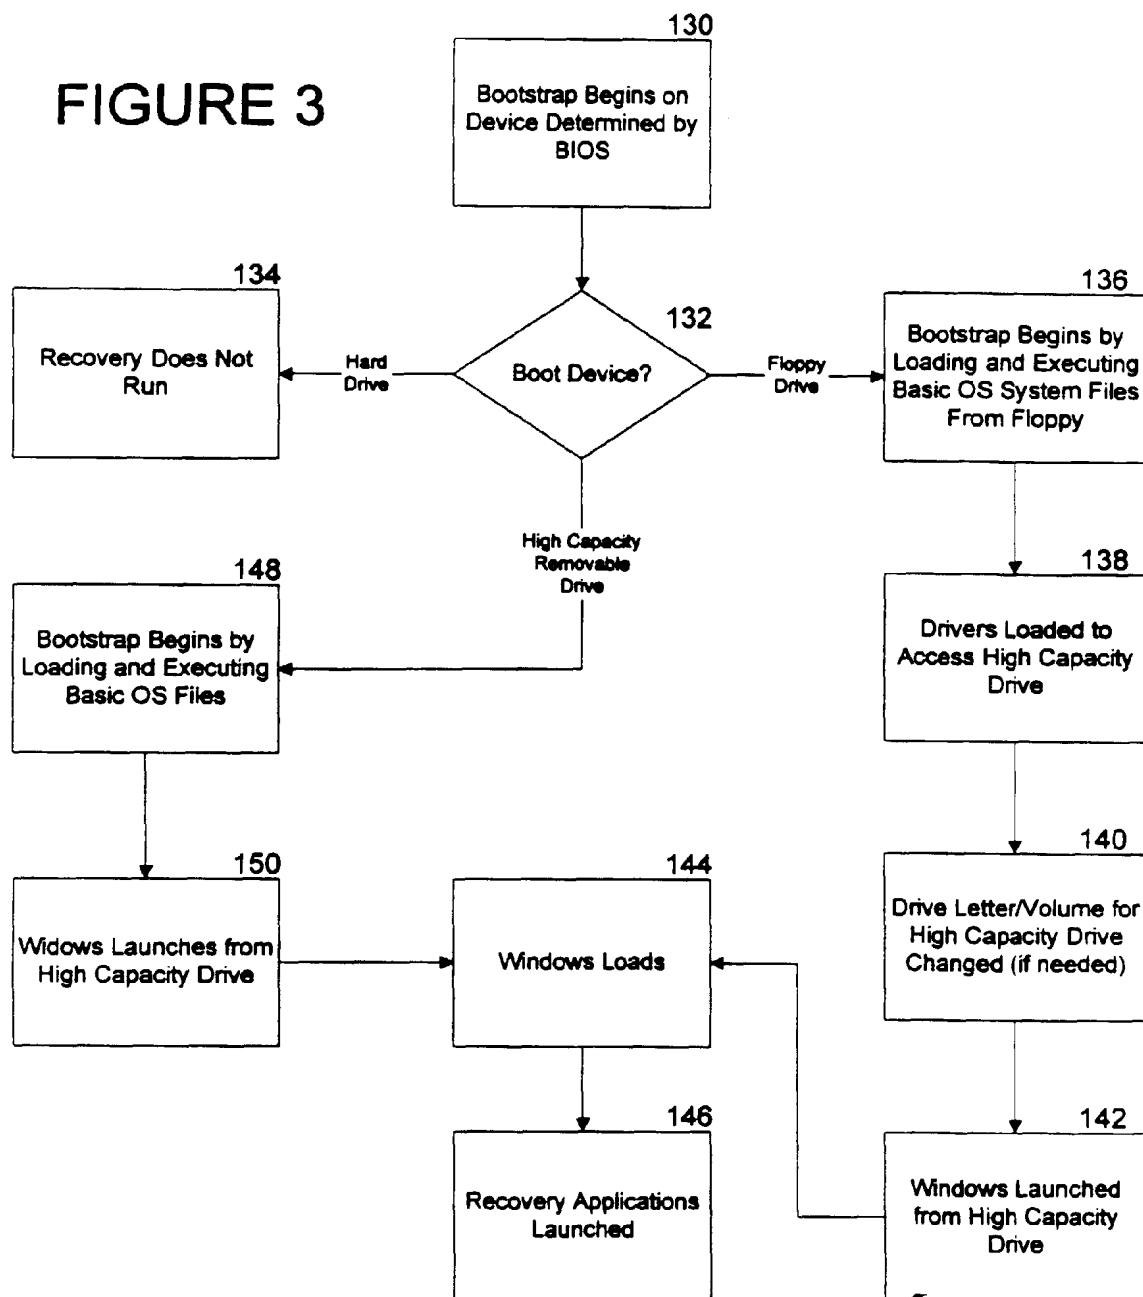 FIGURE 3
130
Bootstrap Begins on
Device Determined by
BIOS
134
Recovery Does Not
Run
Hard
Drive
132
Boot Device?
Floppy
Drive
136
Bootstrap Begins by
Loading and Executing
Basic OS System Files
From Floppy
High Capacity
Removable
Drive
148
Bootstrap Begins by
Loading and Executing
Basic OS Files
138
Drivers Loaded to
Access High Capacity
Drive
150
Widows Launches from
High Capacity Drive
144
Windows Loads
140
Drive Letter/Volume for
High Capacity Drive
Changed (if needed)
146
Recovery Applications
Launched
142
Windows Launched
from High Capacity
Drive